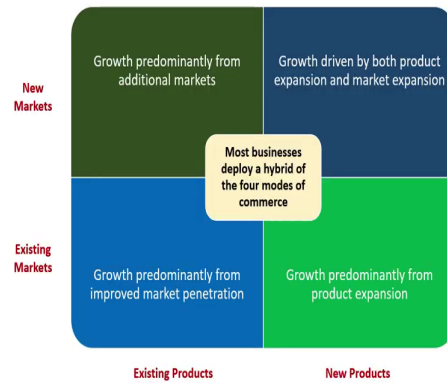 New
Markets
Growth predominantly from
additional markets
Growth driven by both product
expansion and market expansion
Most businesses
deploy a hybrid of
the four modes of
commerce
Existing
Markets
Growth predominantly from
improved market penetration
Growth predominantly from
product expansion
Existing Products
New Products